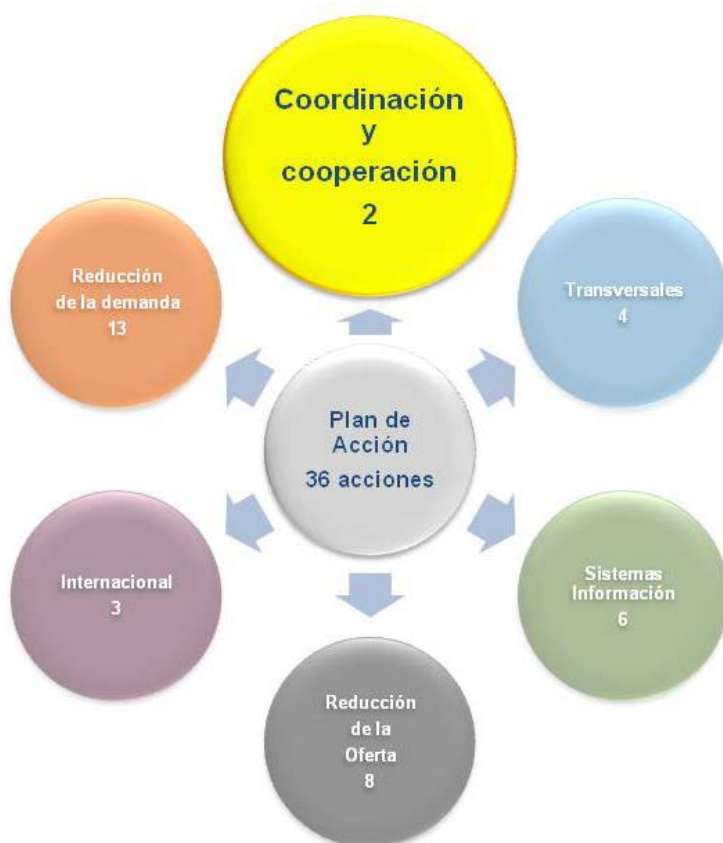 Coordinación
y
cooperación
2
Reducción
de la demanda
13
Transversales
4
Plan de
Acción
36 acciones
Internacional
3
Sistemas
Información
6
Reducción
de la
Oferta
8